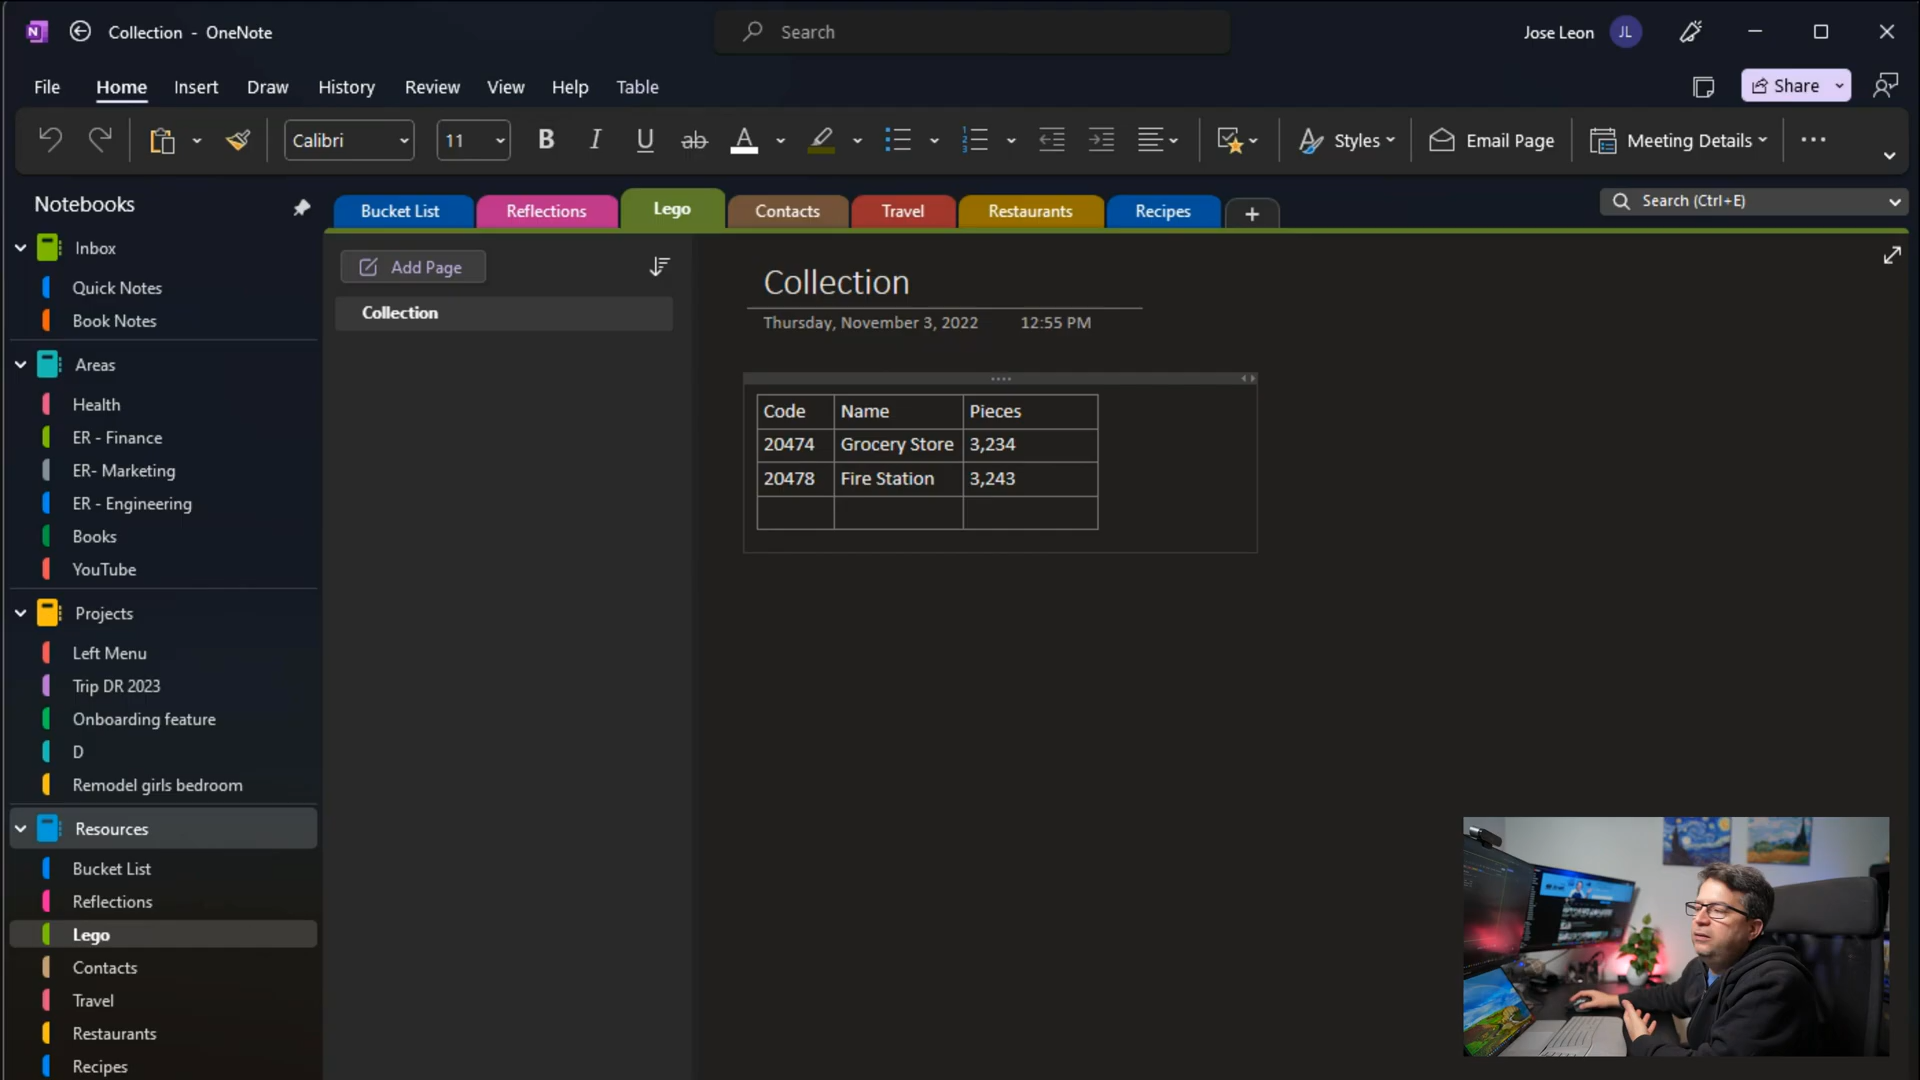 Collection - OneNote
Search
Jose Leon
JL
File Home Insert Draw History Review View Help Table
Share
Calibri 11 B I U ab A Styles Email Page Meeting Details
Notebooks
Bucket List Reflections Lego Contacts Travel Restaurants Recipes +
Search (Ctrl+E)
Inbox
Quick Notes
Book Notes
Areas
Health
ER - Finance
ER- Marketing
ER - Engineering
Books
YouTube
Projects
Left Menu
Trip DR 2023
Onboarding feature
D
Remodel girls bedroom
Resources
Bucket List
Reflections
Lego
Contacts
Travel
Restaurants
Recipes
Add Page
Collection
Collection
Thursday, November 3, 2022 12:55 PM
Code Name Pieces
20474 Grocery Store 3,234
20478 Fire Station 3,243